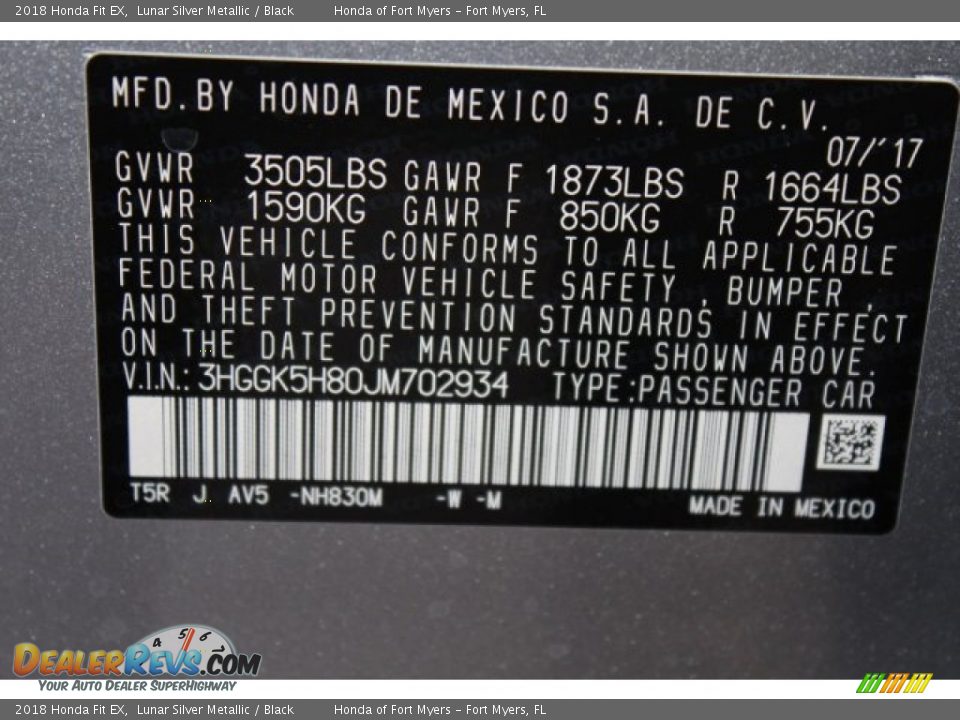 2018 Honda Fit EX, Lunar Silver Metallic / Black Honda of Fort Myers - Fort Myers, FL
MFD. BY HONDA DE MEXICO S.A. DE C.V.
07/'17
GVWR 3505LBS GAWR F 1873LBS R 1664LBS
GVWR 1590KG GAWR F 850KG R 755KG
THIS VEHICLE CONFORMS TO ALL APPLICABLE
FEDERAL MOTOR VEHICLE SAFETY, BUMPER,
AND THEFT PREVENTION STANDARDS IN EFFECT
ON THE DATE OF MANUFACTURE SHOWN ABOVE.
V.I.N.: 3HGGK5H80JM702934 TYPE:PASSENGER CAR
T5R J AV5 -NH830M -W -M MADE IN MEXICO
4 5 6
DEALERREVS.COM
YOUR AUTO DEALER SUPERHIGHWAY
2018 Honda Fit EX, Lunar Silver Metallic / Black Honda of Fort Myers - Fort Myers, FL